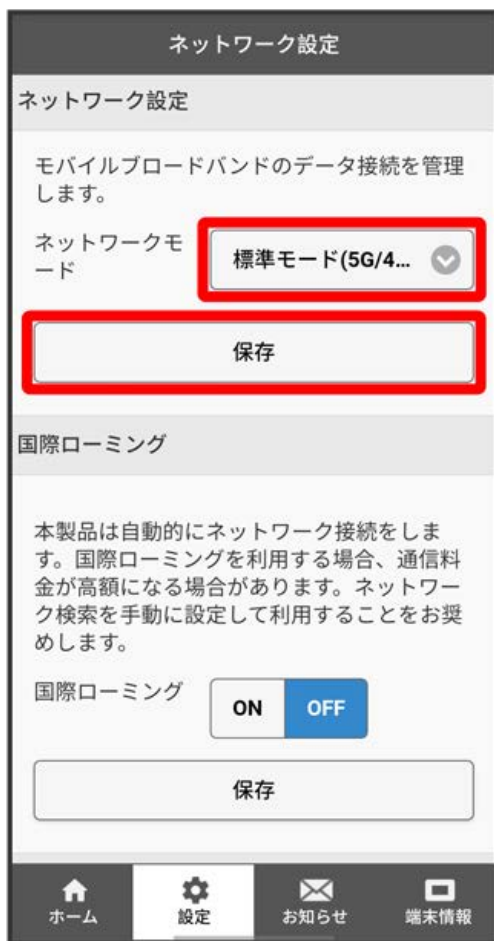 ネットワーク設定
ネットワーク設定
モバイルブロードバンドのデータ接続を管理
します。
ネットワークモ
ード
標準モード(5G/4...
保存
国際ローミング
本製品は自動的にネットワーク接続をしま
す。国際ローミングを利用する場合、通信料
金が高額になる場合があります。ネットワー
ク検索を手動に設定して利用することをお奨
めします。
国際ローミング
ON OFF
保存
ホーム 設定 お知らせ 端末情報